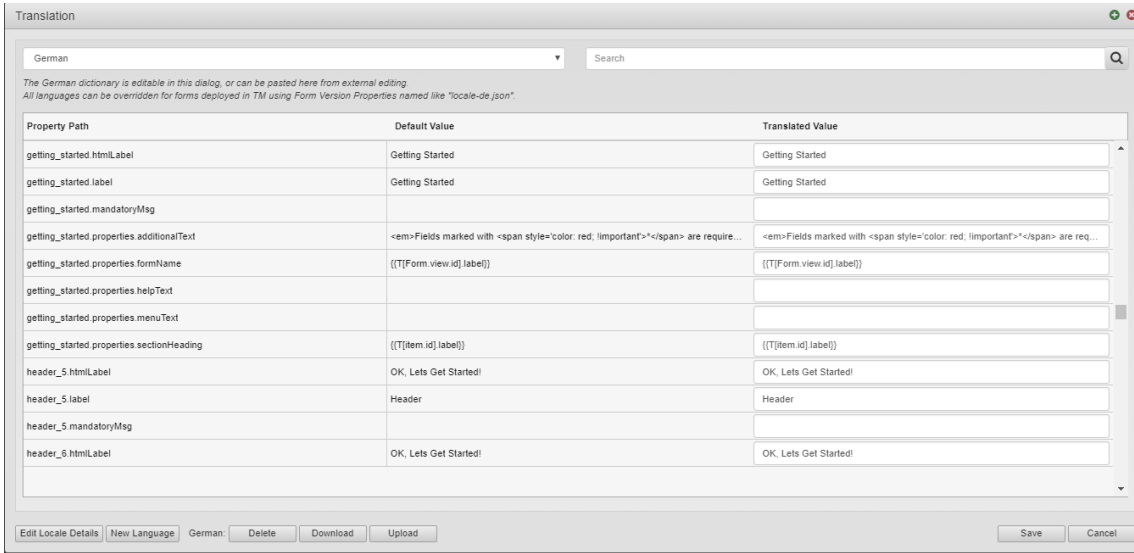 Translation
German
Search
The German dictionary is editable in this dialog, or can be pasted here from external editing.
All languages can be overridden for forms deployed in TM using Form Version Properties named like "locale-de.json".
Property Path Default Value Translated Value
getting_started.htmlLabel Getting Started Getting Started
getting_started.label Getting Started Getting Started
getting_started.mandatoryMsg
getting_started.properties.additionalText <em>Fields marked with <span style='color: red; !important'>*</span> are require... <em>Fields marked with <span style='color: red; !important'>*</span> are req...
getting_started.properties.formName {{T[Form.view.id].label}} {{T[Form.view.id].label}}
getting_started.properties.helpText
getting_started.properties.menuText
getting_started.properties.sectionHeading {{T[item.id].label}} {{T[item.id].label}}
header_5.htmlLabel OK, Lets Get Started! OK, Lets Get Started!
header_5.label Header Header
header_5.mandatoryMsg
header_6.htmlLabel OK, Lets Get Started! OK, Lets Get Started!
Edit Locale Details New Language German: Delete Download Upload Save Cancel